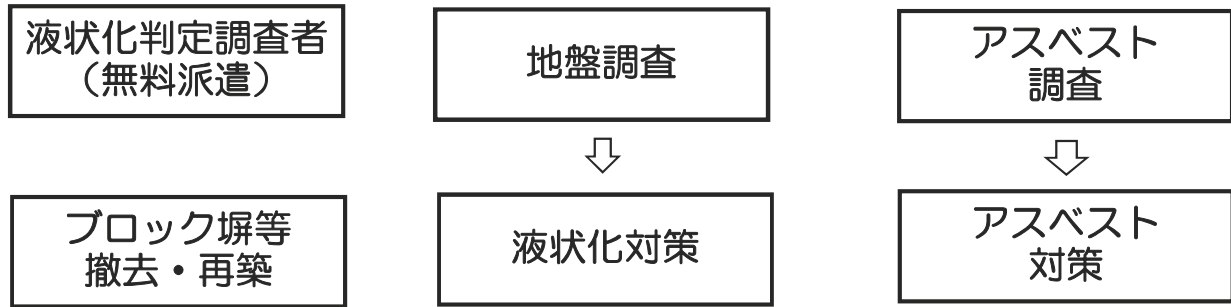 液状化判定調査者
（無料派遣）
地盤調査
アスベスト
調査
ブロック塀等
撤去・再築
液状化対策
アスベスト
対策